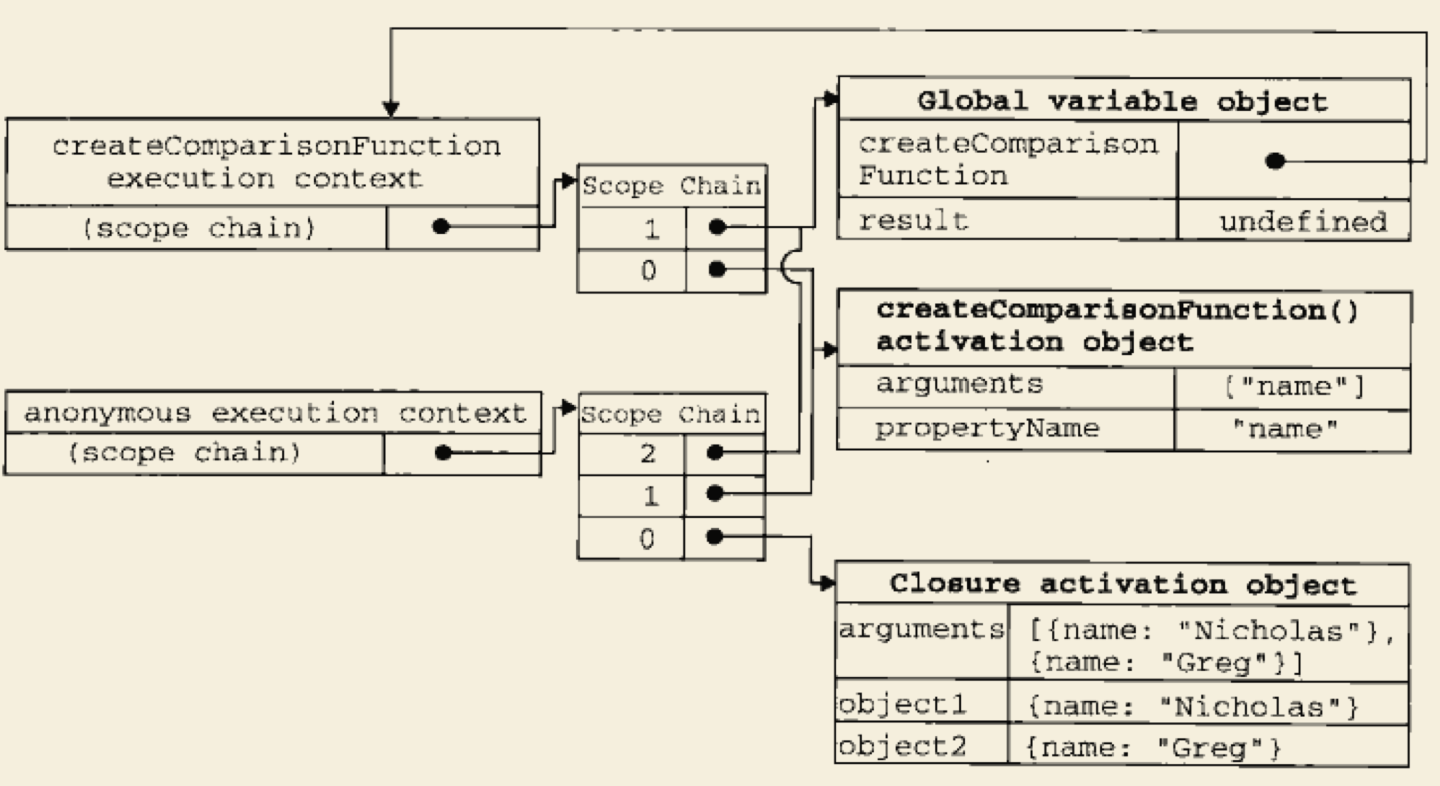 createComparisonFunction
execution context
(scope chain)
Scope Chain
1
0
Global variable object
createComparison
Function
result undefined
createComparisonFunction()
activation object
arguments ["name"]
propertyName "name"
anonymous execution context
(scope chain)
Scope Chain
2
1
0
Closure activation object
arguments [{name: "Nicholas"},
{name: "Greg"}]
object1 {name: "Nicholas"}
object2 {name: "Greg"}